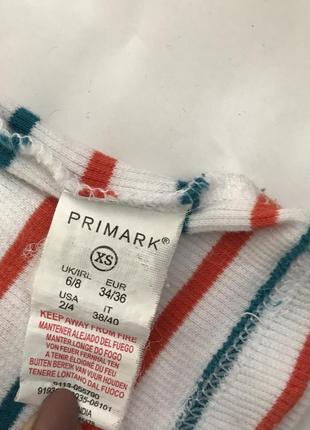 PRIMARK®
XS
UK/IRL EUR
6/8 34/36
USA IT
2/4 38/40
KEEP AWAY FROM FIRE
MANTENER ALEJADO DEL FUEGO
MANTER LONGE DO FOGO
VON FEUER FERNHALTEN
A TENIR ÉLOIGNÉ DU FEU
BUITEN BEREIK VAN VUUR HOUDEN
TENERE LONTANO DAL FUOCO